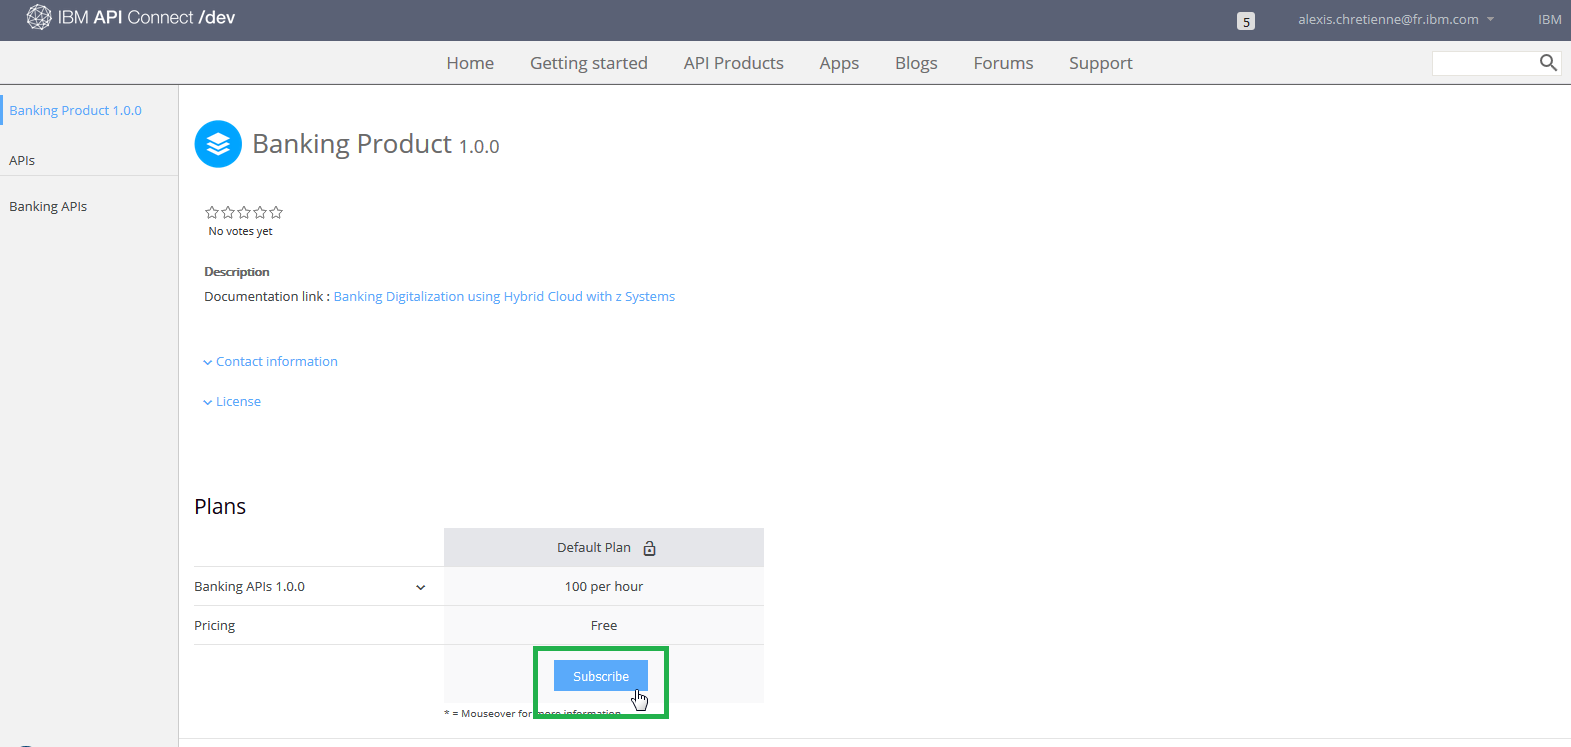 IBM API Connect /dev
5
alexis.chretienne@fr.ibm.com
IBM
Home Getting started API Products Apps Blogs Forums Support
Banking Product 1.0.0
APIs
Banking APIs
Banking Product 1.0.0
No votes yet
Description
Documentation link : Banking Digitalization using Hybrid Cloud with z Systems
Contact information
License
Plans
Default Plan
Banking APIs 1.0.0 100 per hour
Pricing Free
Subscribe
* = Mouseover for more information